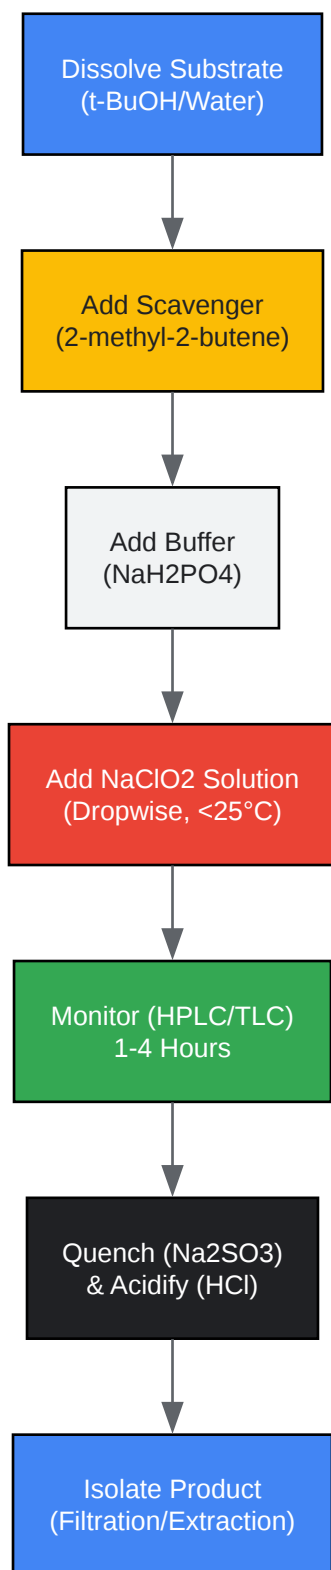 Dissolve Substrate
(t-BuOH/Water)
Add Scavenger
(2-methyl-2-butene)
Add Buffer
(NaH2PO4)
Add NaClO2 Solution
(Dropwise, <25°C)
Monitor (HPLC/TLC)
1-4 Hours
Quench (Na2SO3)
& Acidify (HCl)
Isolate Product
(Filtration/Extraction)